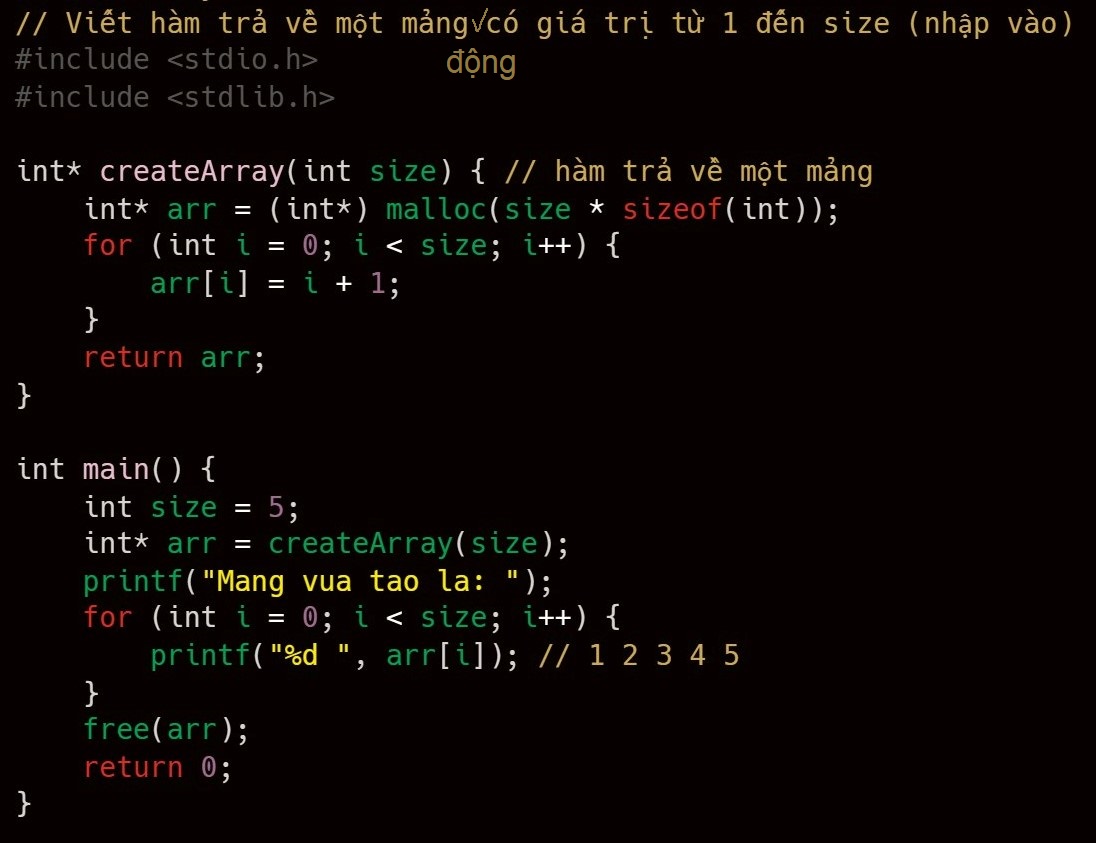 // Viết hàm trả về một mảng√có giá trị từ 1 đến size (nhập vào)
động
#include <stdio.h>
#include <stdlib.h>
int* createArray(int size) { // hàm trả về một mảng
    int* arr = (int*) malloc(size * sizeof(int));
    for (int i = 0; i < size; i++) {
        arr[i] = i + 1;
    }
    return arr;
}
int main() {
    int size = 5;
    int* arr = createArray(size);
    printf("Mang vua tao la: ");
    for (int i = 0; i < size; i++) {
        printf("%d ", arr[i]); // 1 2 3 4 5
    }
    free(arr);
    return 0;
}